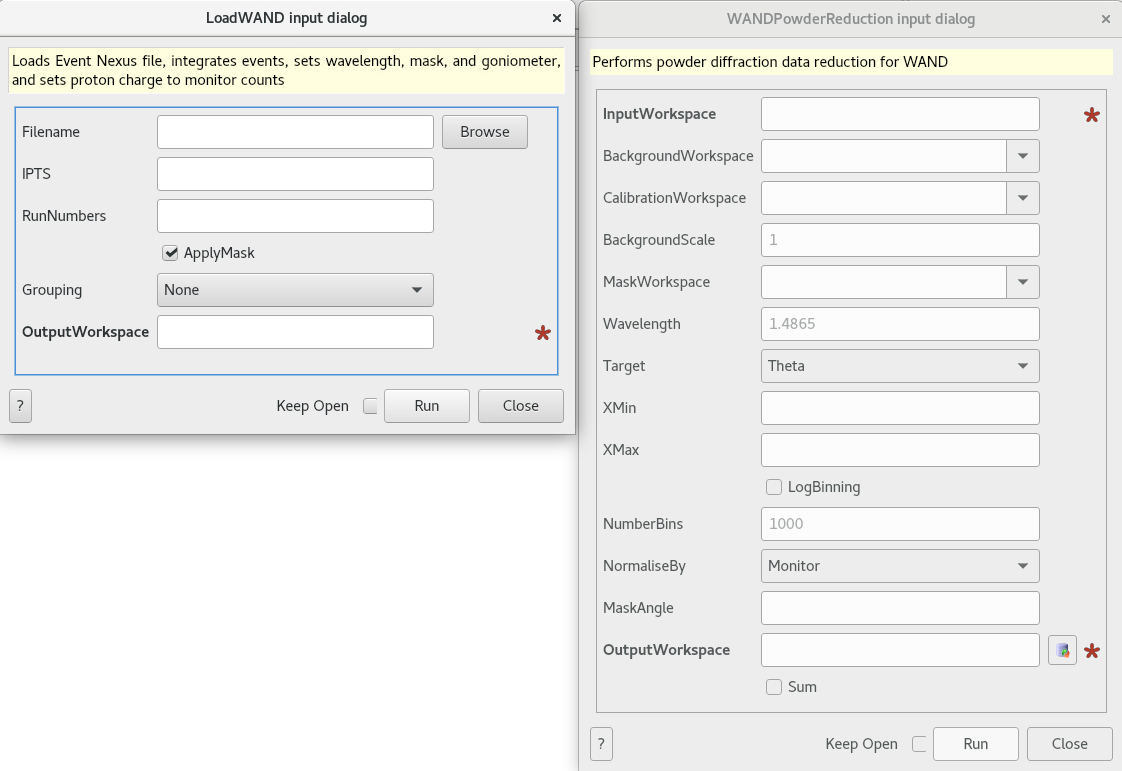 LoadWAND input dialog
×
Loads Event Nexus file, integrates events, sets wavelength, mask, and goniometer,
and sets proton charge to monitor counts
Filename
Browse
IPTS
RunNumbers
ApplyMask
Grouping
None
OutputWorkspace
*
?
Keep Open
Run
Close
WANDPowderReduction input dialog
×
Performs powder diffraction data reduction for WAND
InputWorkspace
*
BackgroundWorkspace
CalibrationWorkspace
BackgroundScale
1
MaskWorkspace
Wavelength
1.4865
Target
Theta
XMin
XMax
LogBinning
NumberBins
1000
NormaliseBy
Monitor
MaskAngle
OutputWorkspace
*
Sum
?
Keep Open
Run
Close